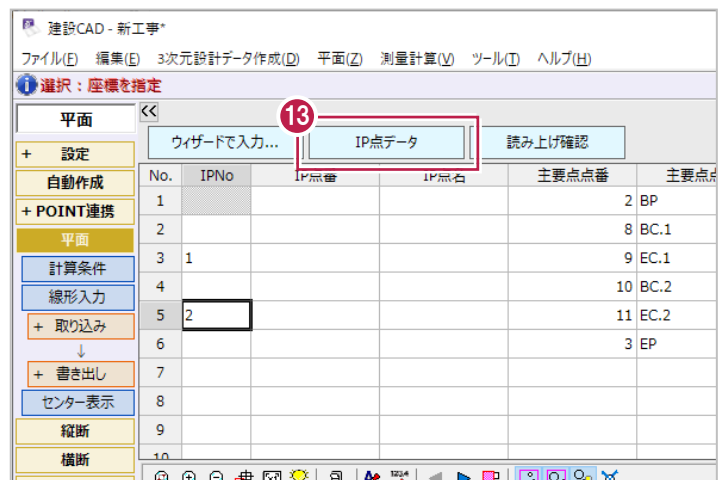 建設CAD - 新工事*
ファイル(F) 編集(E) 3次元設計データ作成(D) 平面(Z) 測量計算(V) ツール(T) ヘルプ(H)
選択：座標を指定
平面
<<
13
ウィザードで入力... IP点データ 読み上げ確認
+ 設定
自動作成
+ POINT連携
平面
計算条件
線形入力
+ 取り込み
↓
+ 書き出し
センター表示
縦断
横断
No. IPNo IP点番 IP点名 主要点点番 主要点点
1 2 BP
2 8 BC.1
3 1 9 EC.1
4 10 BC.2
5 2 11 EC.2
6 3 EP
7
8
9
10